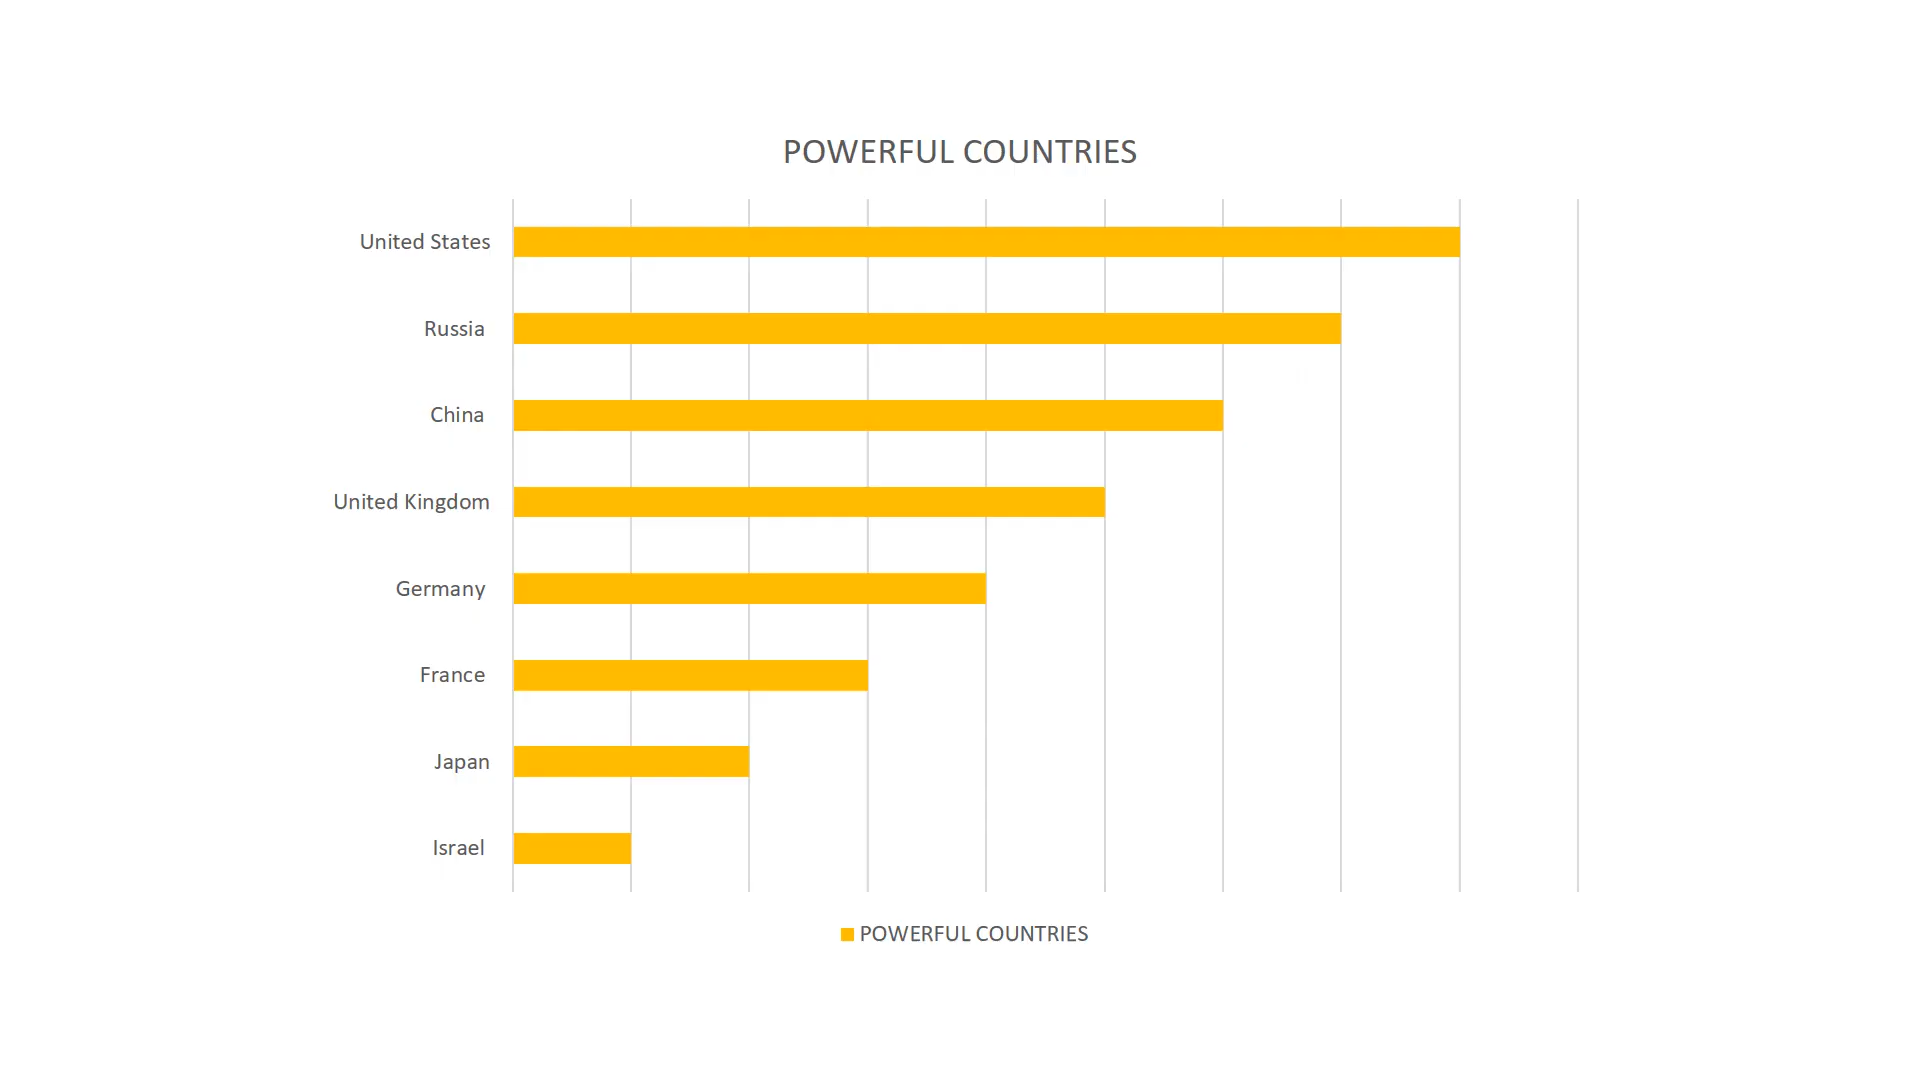 POWERFUL COUNTRIES
United States
Russia
China
United Kingdom
Germany
France
Japan
Israel
POWERFUL COUNTRIES